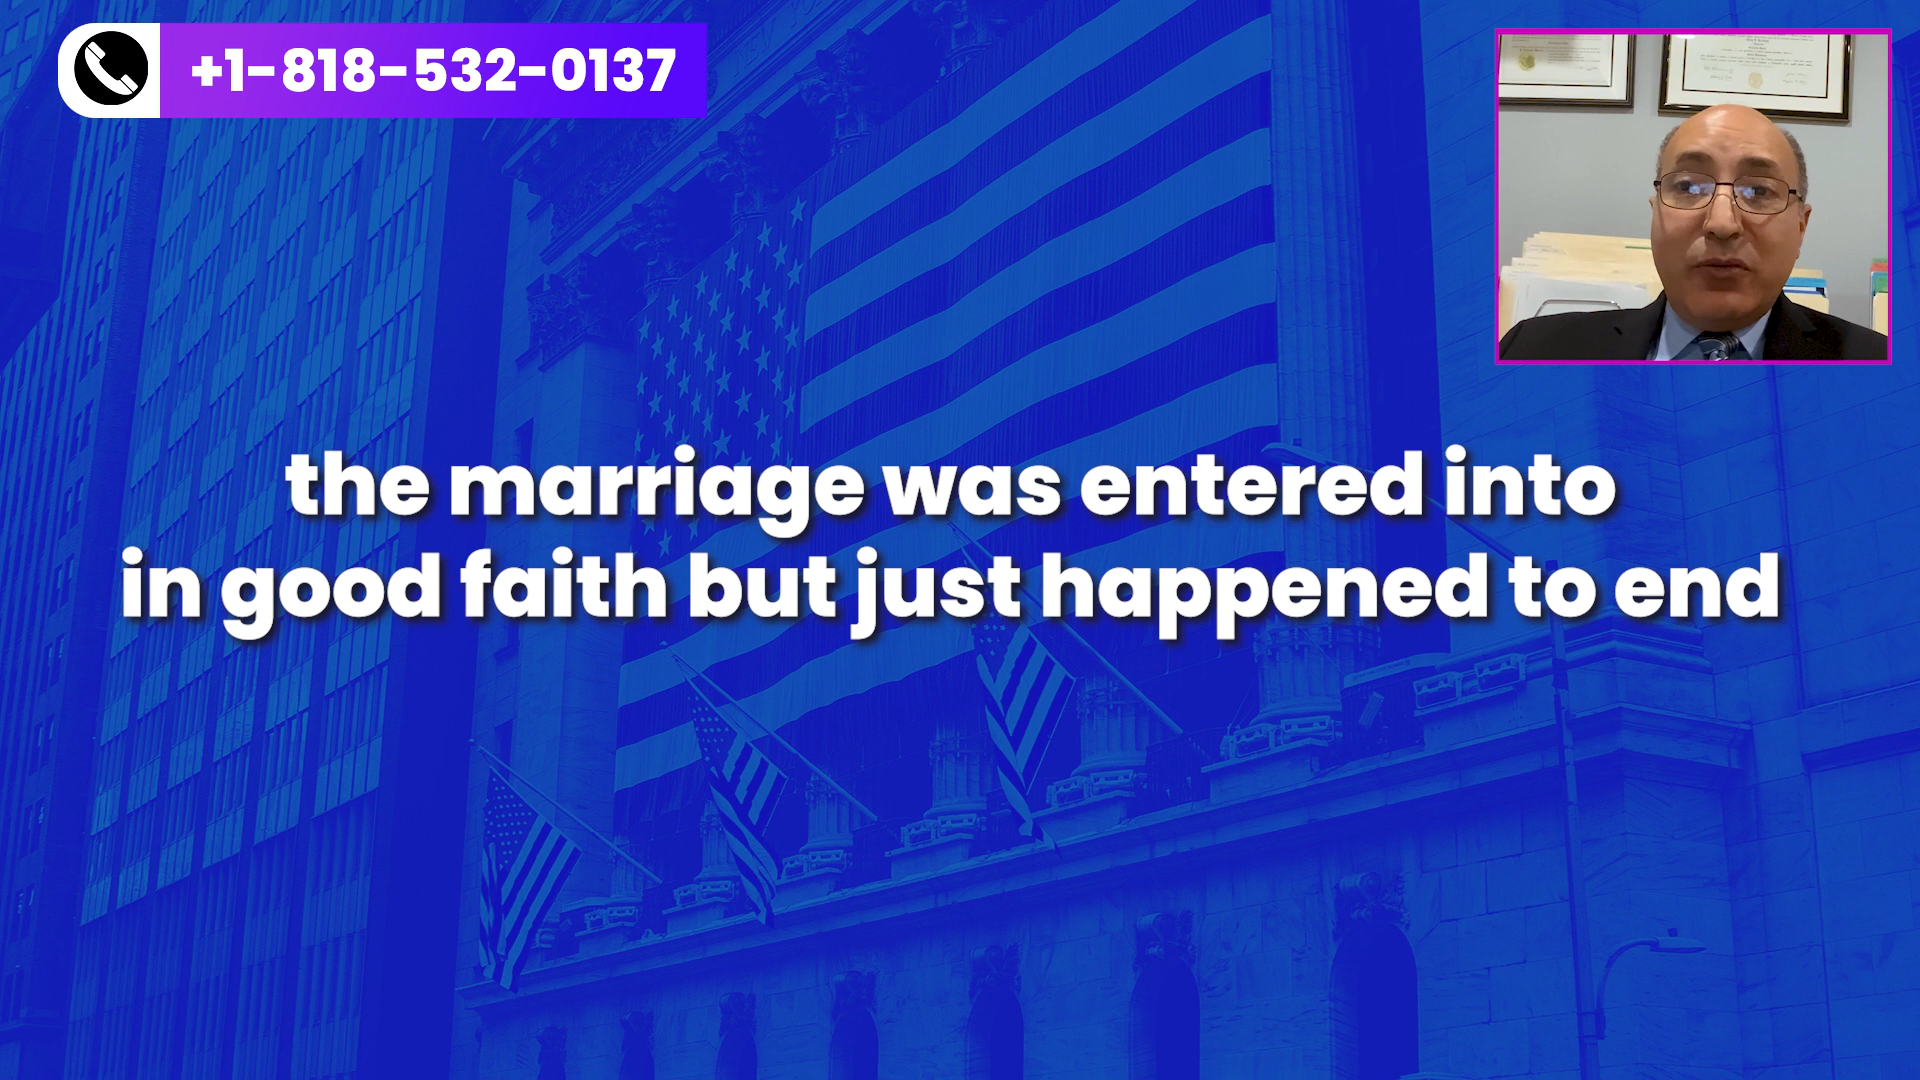 +1-818-532-0137
the marriage was entered into
in good faith but just happened to end